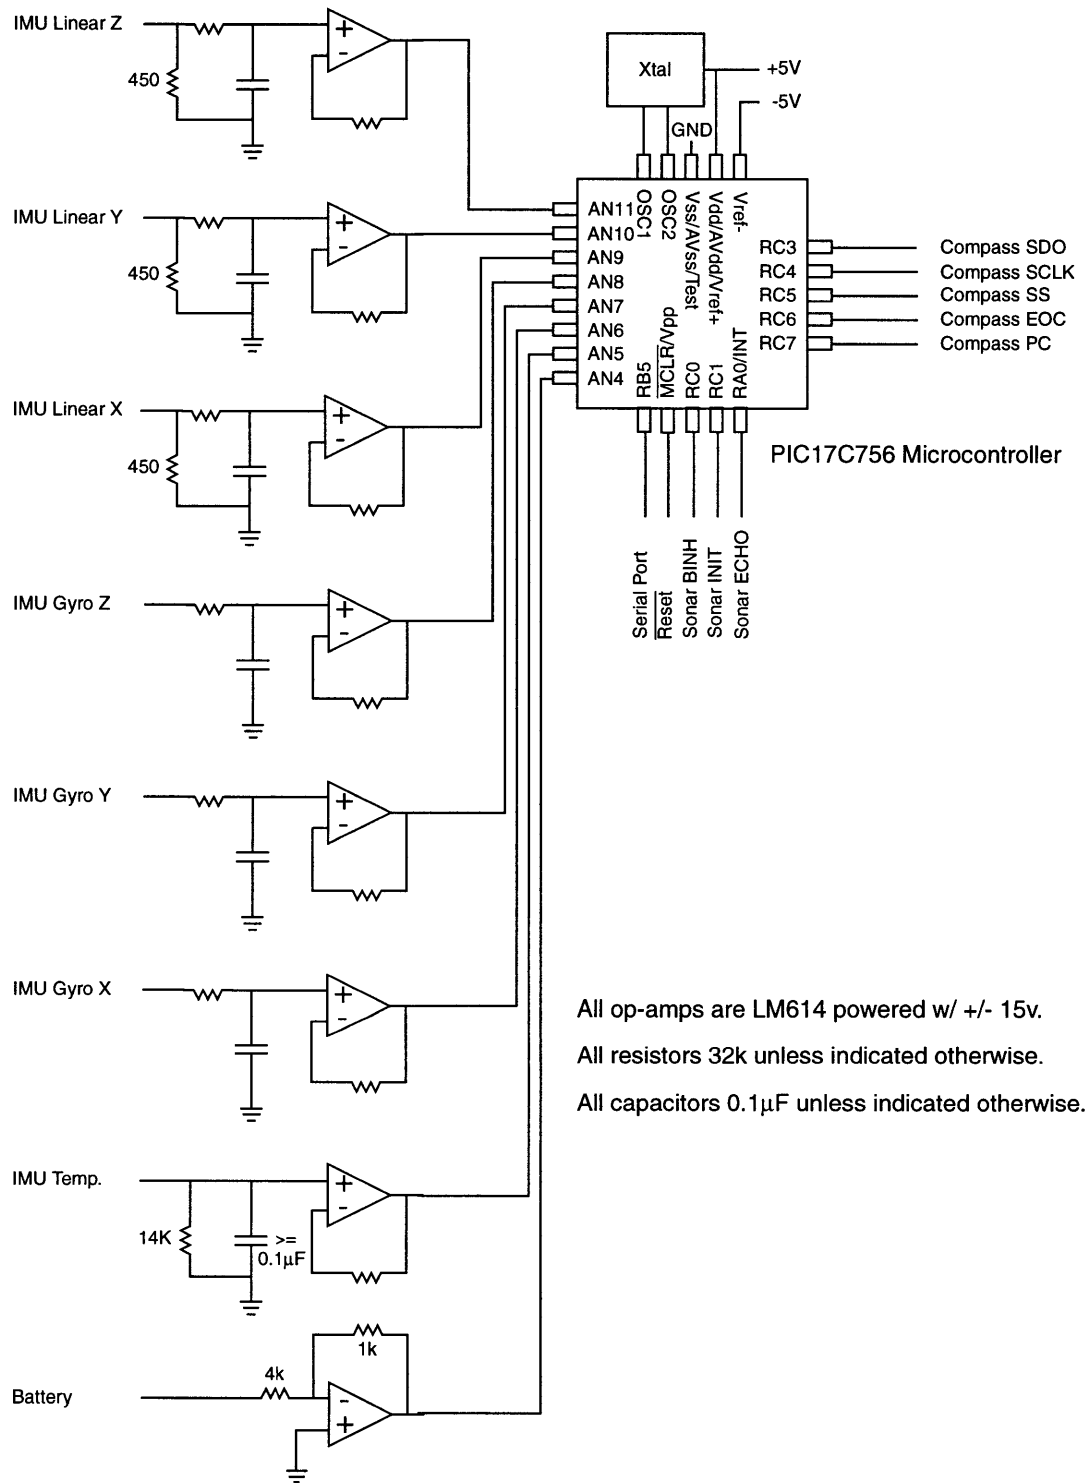 IMU Linear Z
+
-
450
Xtal
+5V
-5V
GND
IMU Linear Y
+
-
450
OSC1
OSC2
Vss/AVss/Test
Vdd/AVdd/Vref+
Vref-
AN11
AN10
AN9
AN8
AN7
AN6
AN5
AN4
RC3
RC4
RC5
RC6
RC7
Compass SDO
Compass SCLK
Compass SS
Compass EOC
Compass PC
RB5
MCLR/Vpp
RC0
RC1
RA0/INT
PIC17C756 Microcontroller
IMU Linear X
+
-
450
Serial Port
Reset
Sonar BINH
Sonar INIT
Sonar ECHO
IMU Gyro Z
+
-
IMU Gyro Y
+
-
IMU Gyro X
+
-
All op-amps are LM614 powered w/ +/- 15v.
All resistors 32k unless indicated otherwise.
All capacitors 0.1µF unless indicated otherwise.
IMU Temp.
+
-
14K
>=
0.1µF
1k
4k
Battery
-
+